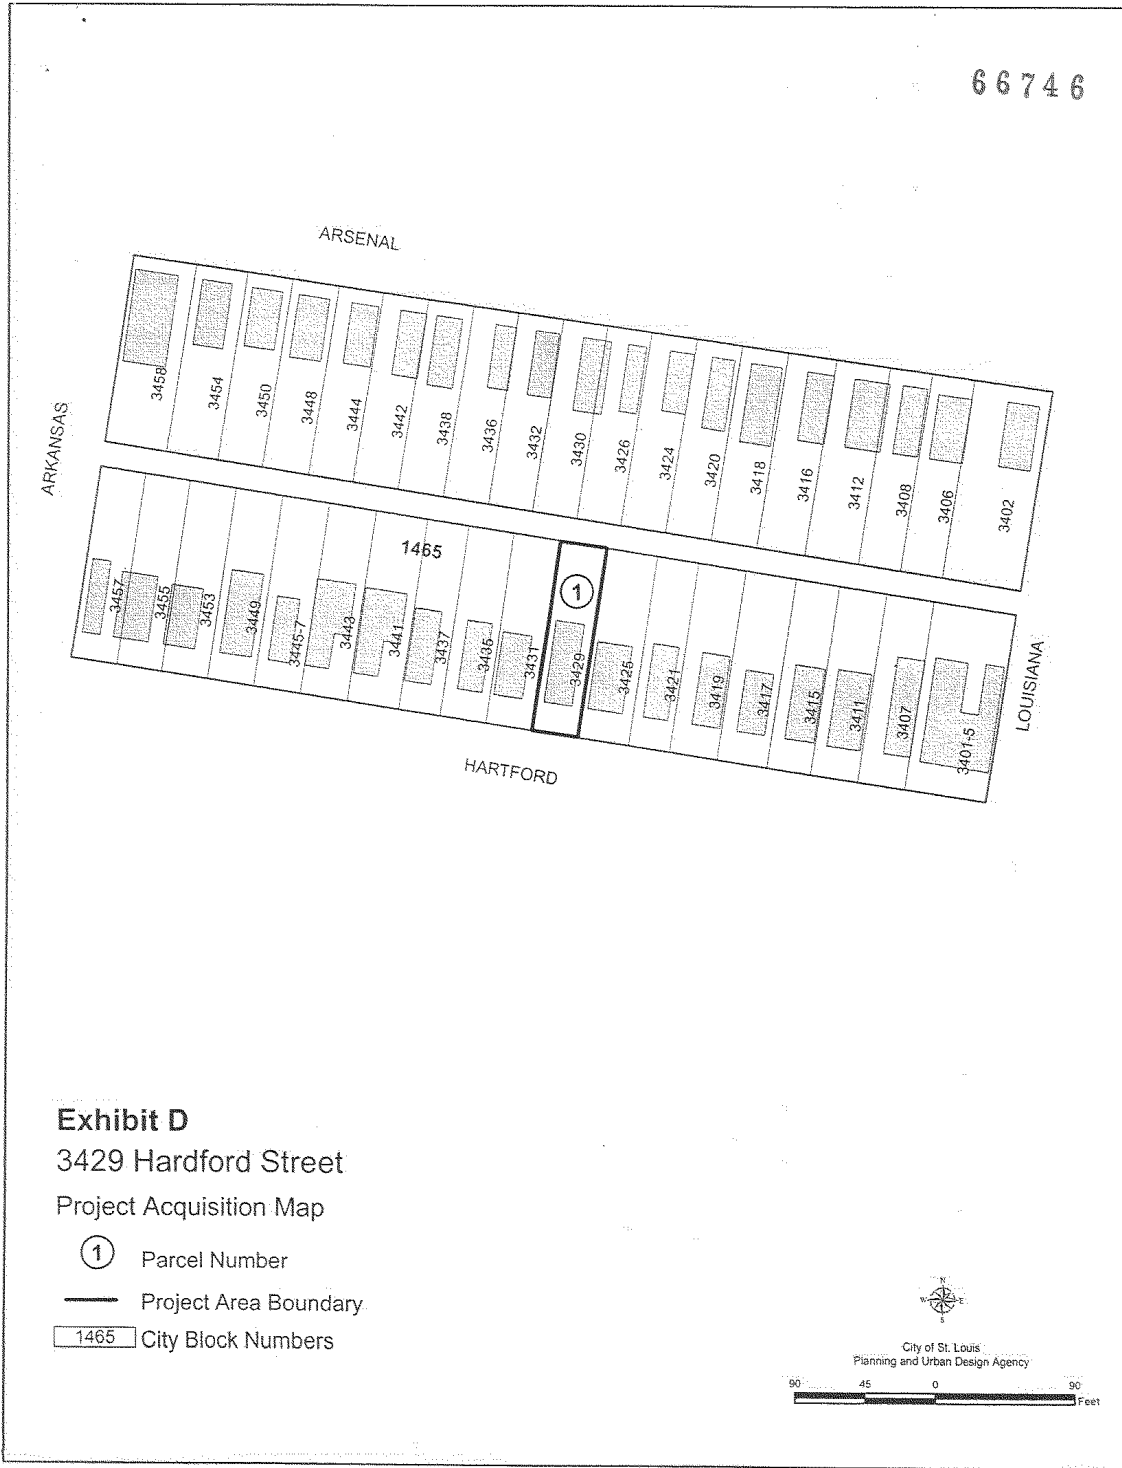 66746
ARSENAL
ARKANSAS
3458
3454
3450
3448
3444
3442
3438
3436
3432
3430
3426
3424
3420
3418
3416
3412
3408
3406
3402
1465
1
3457
3455
3453
3449
3445-7
3443
3441
3437
3435
3431
3429
3425
3421
3419
3417
3415
3411
3407
3401-5
LOUISIANA
HARTFORD
Exhibit D
3429 Hardford Street
Project Acquisition Map
1 Parcel Number
Project Area Boundary
1465 City Block Numbers
N
W E
S
City of St. Louis
Planning and Urban Design Agency
90 45 0 90
Feet